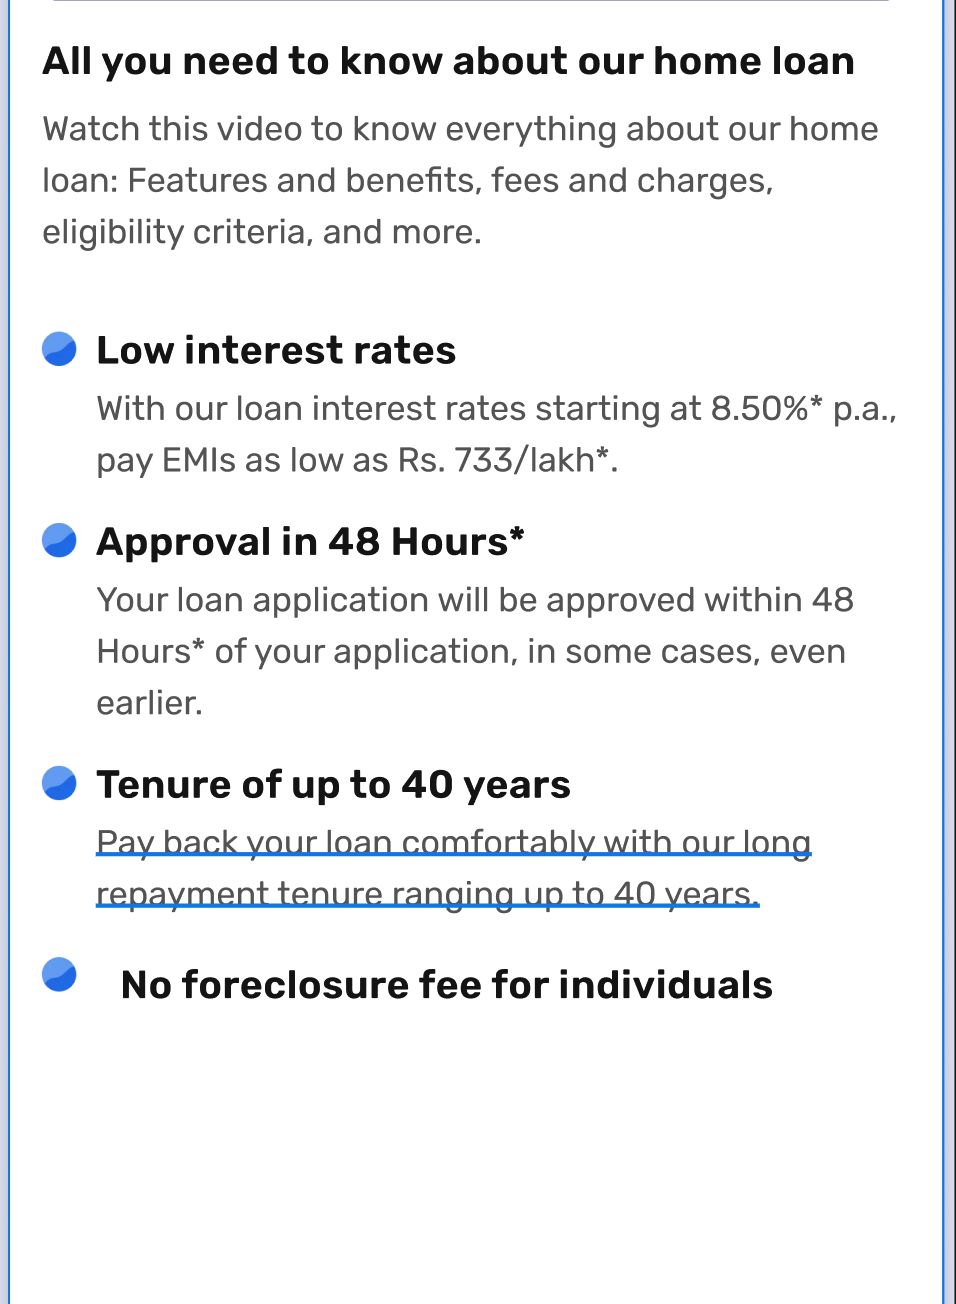 All you need to know about our home loan
Watch this video to know everything about our home
loan: Features and benefits, fees and charges,
eligibility criteria, and more.
Low interest rates
With our loan interest rates starting at 8.50%* p.a.,
pay EMIs as low as Rs. 733/lakh*.
Approval in 48 Hours*
Your loan application will be approved within 48
Hours* of your application, in some cases, even
earlier.
Tenure of up to 40 years
Pay back your loan comfortably with our long
repayment tenure ranging up to 40 years.
No foreclosure fee for individuals